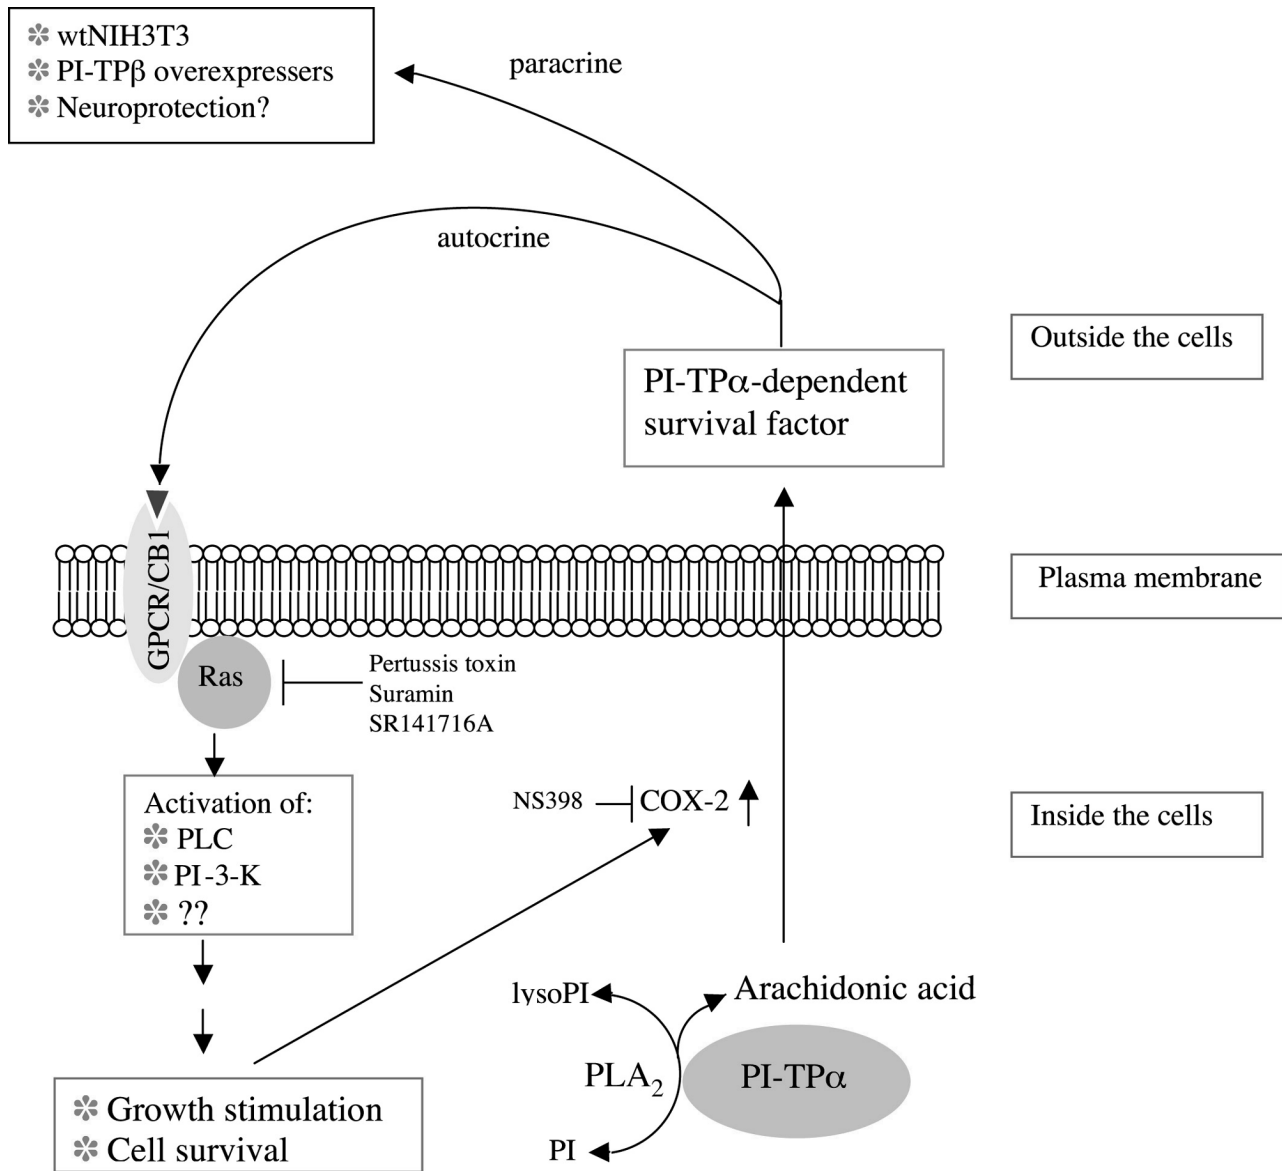 ✽ wtNIH3T3
✽ PI-TPβ overexpressers
✽ Neuroprotection?
paracrine
autocrine
Outside the cells
PI-TPα-dependent
survival factor
GPCR/CB1
Plasma membrane
Ras
Pertussis toxin
Suramin
SR141716A
Activation of:
✽ PLC
✽ PI-3-K
✽ ??
NS398
COX-2
Inside the cells
lysoPI
Arachidonic acid
PLA₂
PI-TPα
PI
✽ Growth stimulation
✽ Cell survival